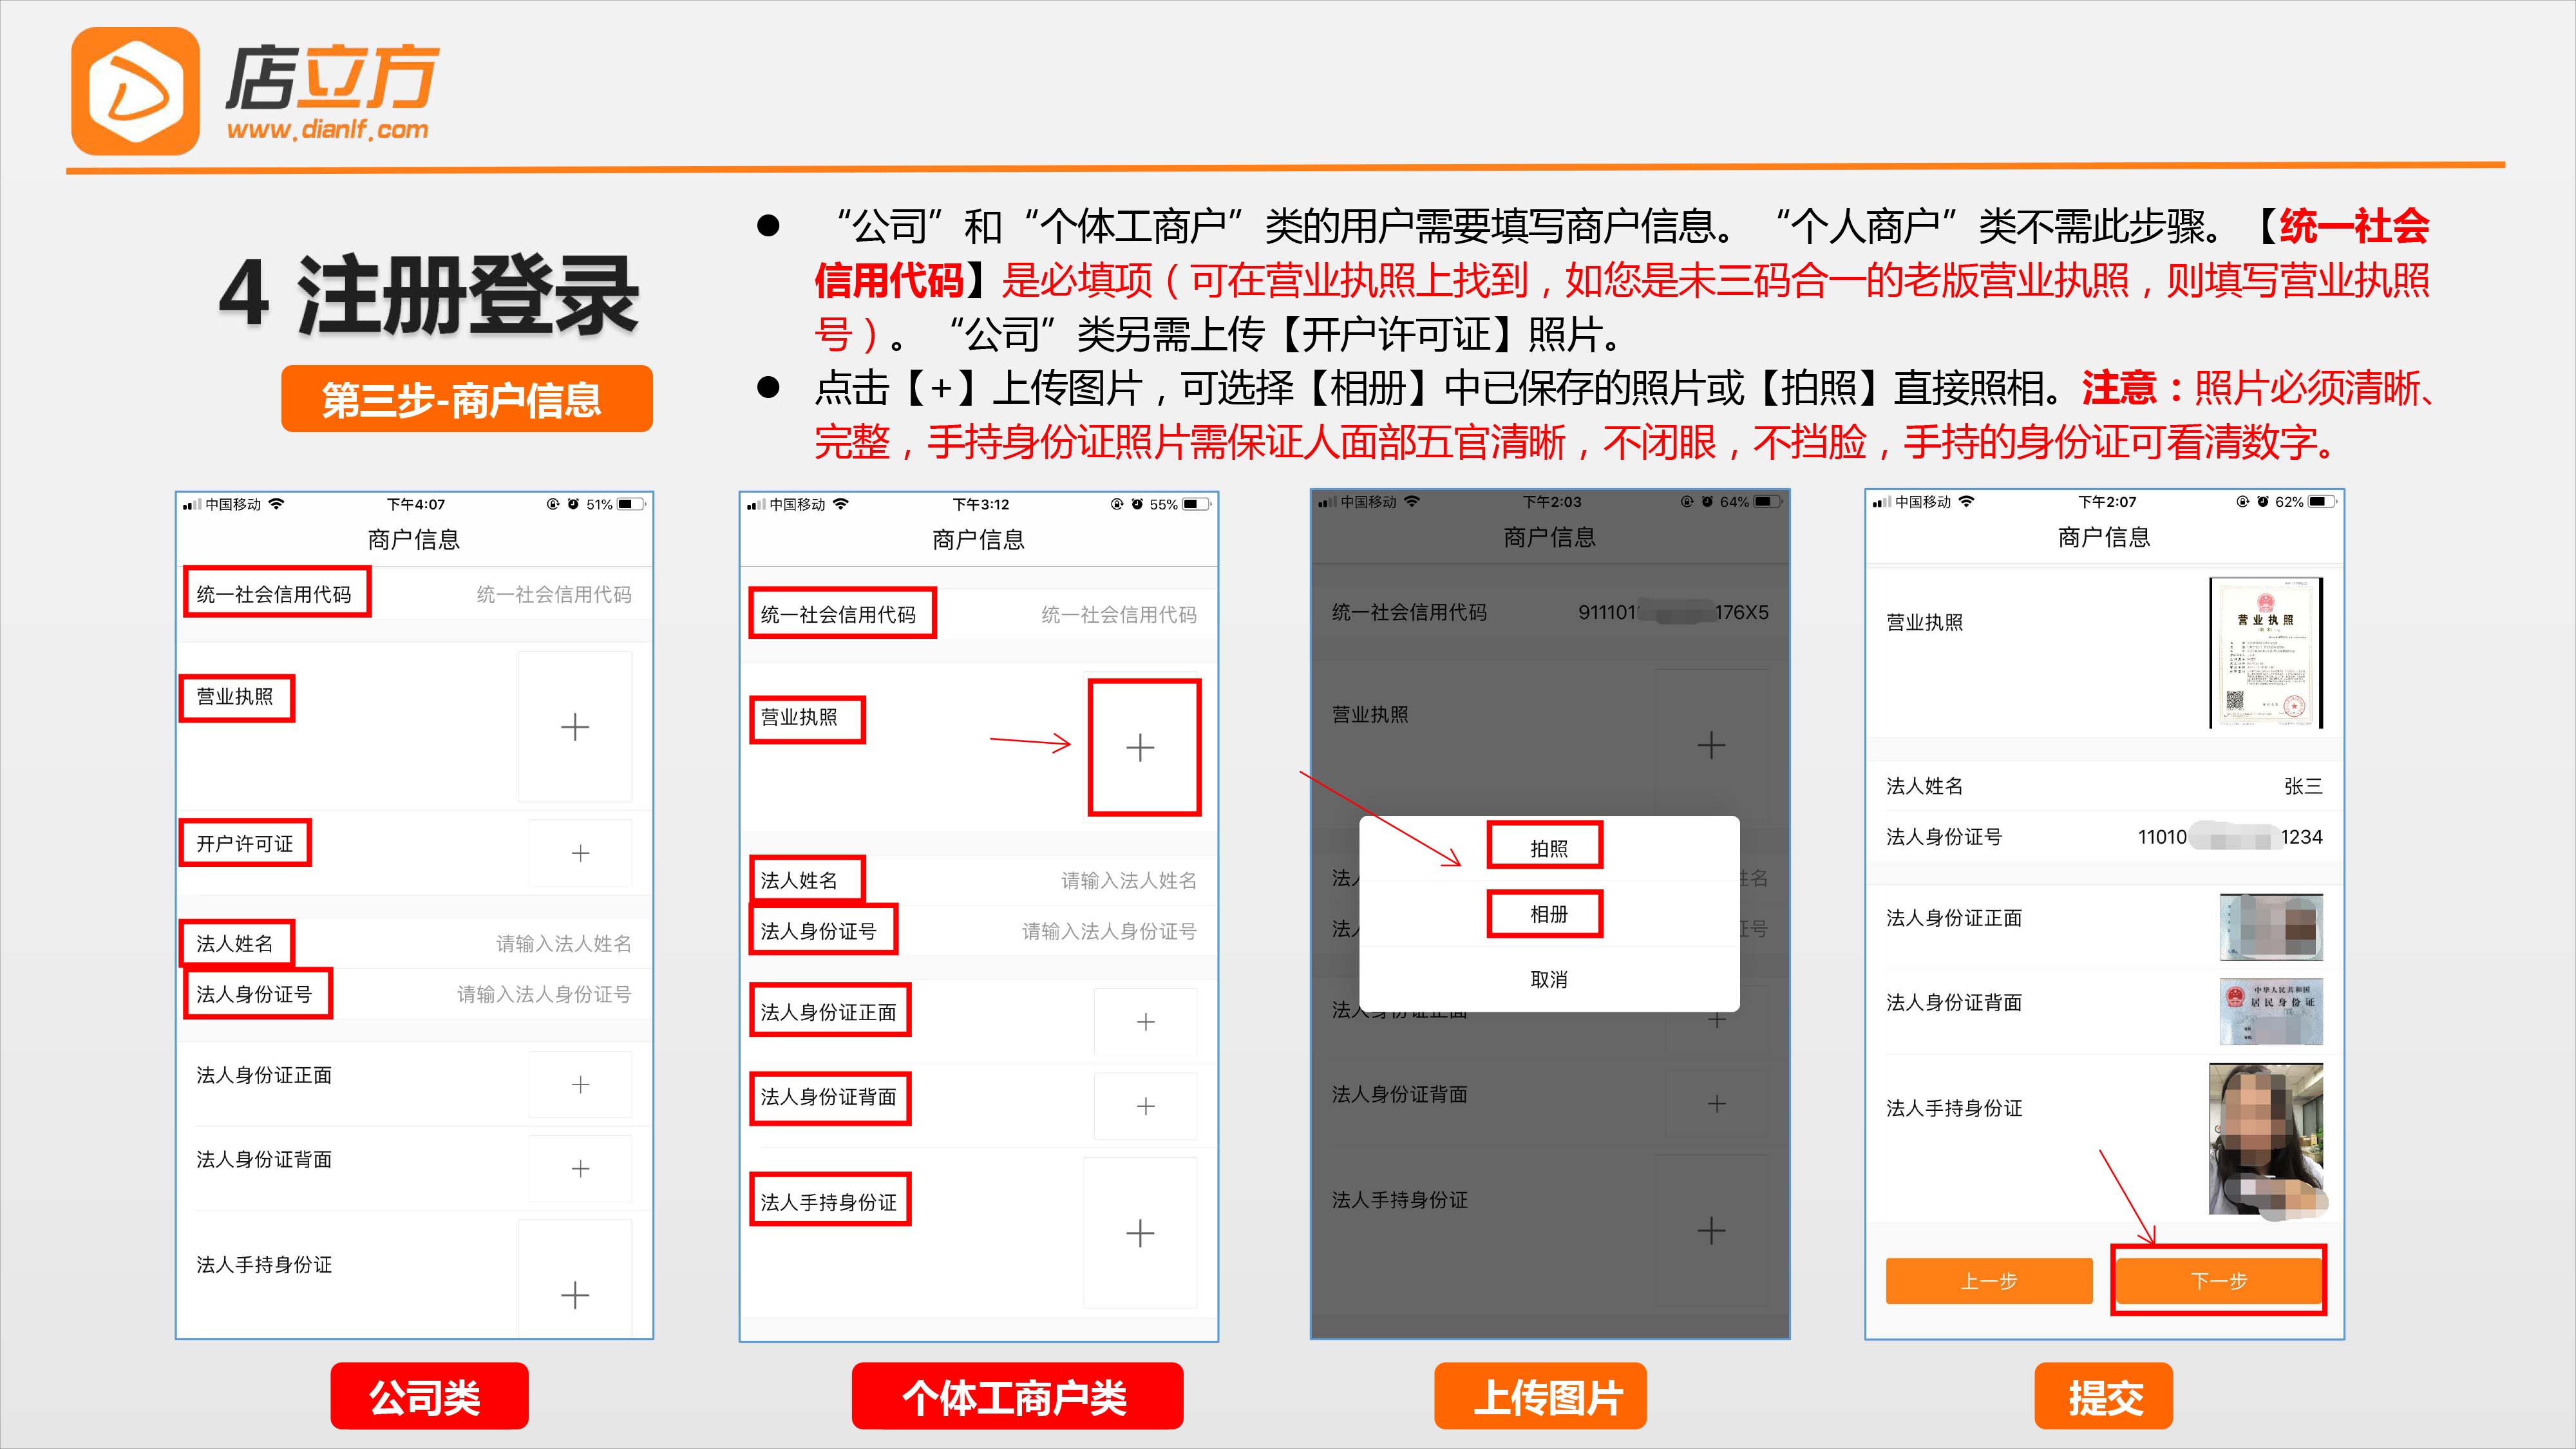 店立方
www.dianlf.com
4 注册登录
第三步-商户信息
● “公司”和“个体工商户”类的用户需要填写商户信息。“个人商户”类不需此步骤。【统一社会
信用代码】是必填项（可在营业执照上找到，如您是未三码合一的老版营业执照，则填写营业执照
号）。“公司”类另需上传【开户许可证】照片。
● 点击【+】上传图片，可选择【相册】中已保存的照片或【拍照】直接照相。注意：照片必须清晰、
完整，手持身份证照片需保证人面部五官清晰，不闭眼，不挡脸，手持的身份证可看清数字。
中国移动 下午4:07 51%
商户信息
统一社会信用代码 统一社会信用代码
营业执照 +
开户许可证 +
法人姓名 请输入法人姓名
法人身份证号 请输入法人身份证号
法人身份证正面 +
法人身份证背面 +
法人手持身份证 +
公司类
中国移动 下午3:12 55%
商户信息
统一社会信用代码 统一社会信用代码
营业执照 +
法人姓名 请输入法人姓名
法人身份证号 请输入法人身份证号
法人身份证正面 +
法人身份证背面 +
法人手持身份证 +
个体工商户类
中国移动 下午2:03 64%
商户信息
统一社会信用代码 911101 176X5
营业执照 +
拍照
法人 姓名
相册
法人 证号
取消
法人身份证正面 +
法人身份证背面 +
法人手持身份证 +
上传图片
中国移动 下午2:07 62%
商户信息
营业执照
营业执照
法人姓名 张三
法人身份证号 11010 1234
法人身份证正面
法人身份证背面
中华人民共和国
居民身份证
法人手持身份证
上一步 下一步
提交